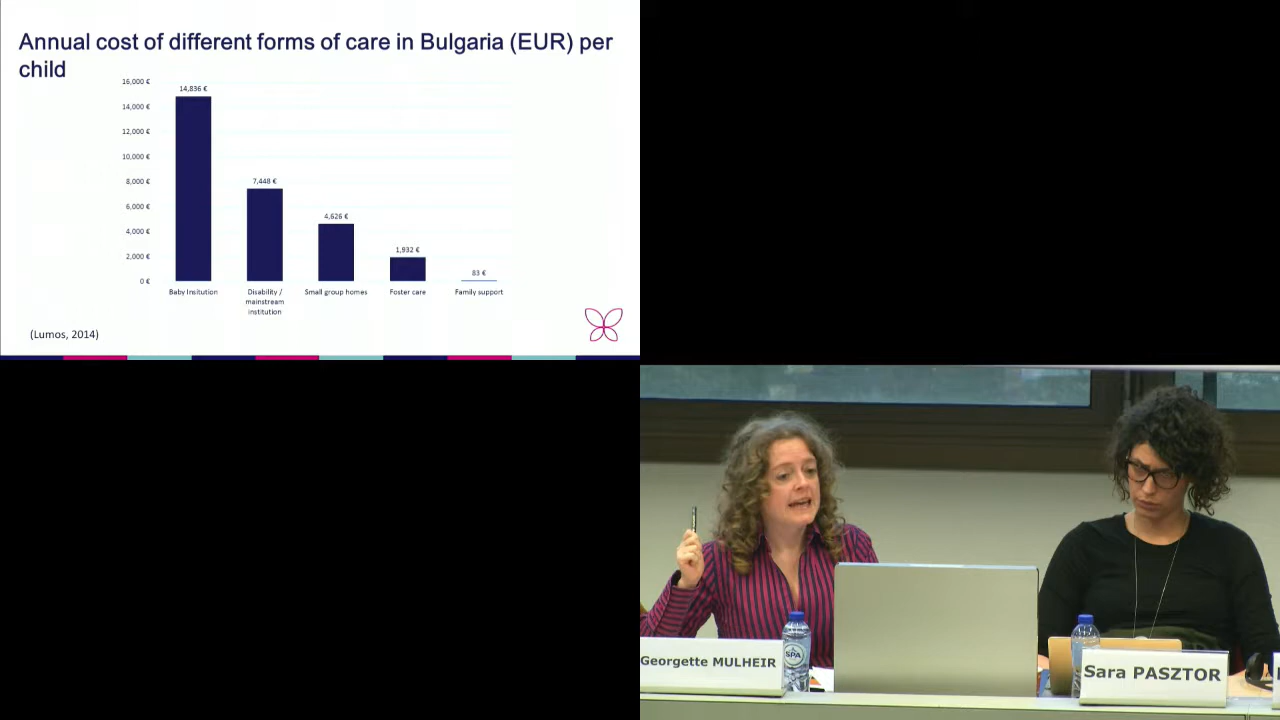 Annual cost of different forms of care in Bulgaria (EUR) per
child
16,000 €
14,000 €
12,000 €
10,000 €
8,000 €
6,000 €
4,000 €
2,000 €
0 €
14,836 €
7,448 €
4,626 €
1,932 €
83 €
Baby Insitution
Disability /
mainstream
institution
Small group homes
Foster care
Family support
(Lumos, 2014)
SPA
Georgette MULHEIR
Sara PASZTOR